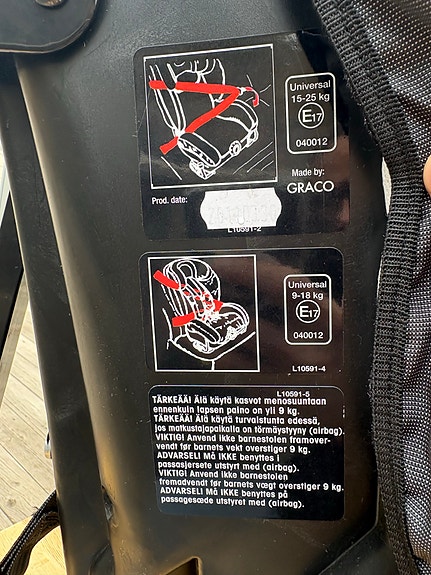 Universal
15-25 kg
E17
040012
Made by:
GRACO
Prod. date:
L10591-2
Universal
9-18 kg
E17
040012
L10591-4
L10591-5
TÄRKEÄÄ! Älä käytä kasvot menosuuntaan
ennenkuin lapsen paino on yli 9 kg.
TÄRKEÄÄ! Älä käytä turvaistunta edessä,
jos matkustajapaikalla on törmäystyyny (airbag).
VIKTIG! Anvend ikke barnestolen framover-
vendt før barnets vekt overstiger 9 kg.
ADVARSEL! Må IKKE benyttes i
passasjersete utstyrt med (airbag).
VIKTIGT! Anvend ikke barnestolen
fremadvendt før barnets vægt overstiger 9 kg.
ADVARSEL! MÅ IKKE benyttes på
passagesæde utstyret med (airbag).